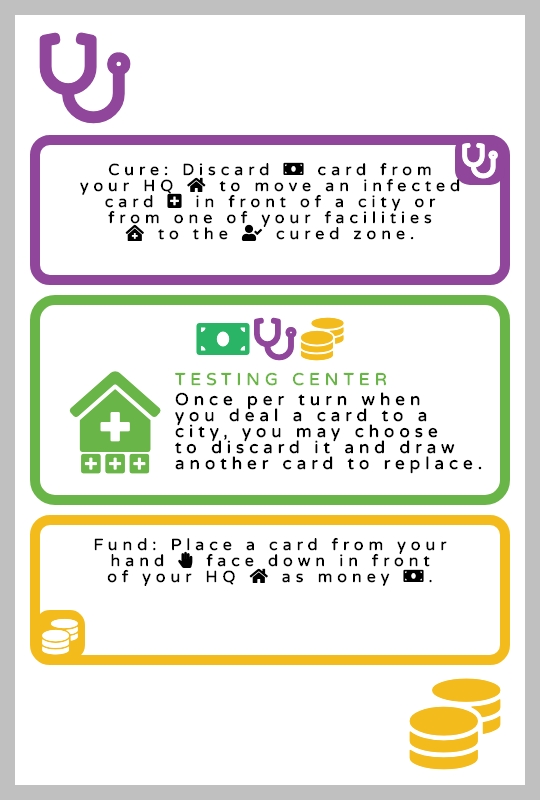 Cure: Discard card from
your HQ to move an infected
card in front of a city or
from one of your facilities
to the cured zone.
TESTING CENTER
Once per turn when
you deal a card to a
city, you may choose
to discard it and draw
another card to replace.
Fund: Place a card from your
hand face down in front
of your HQ as money .